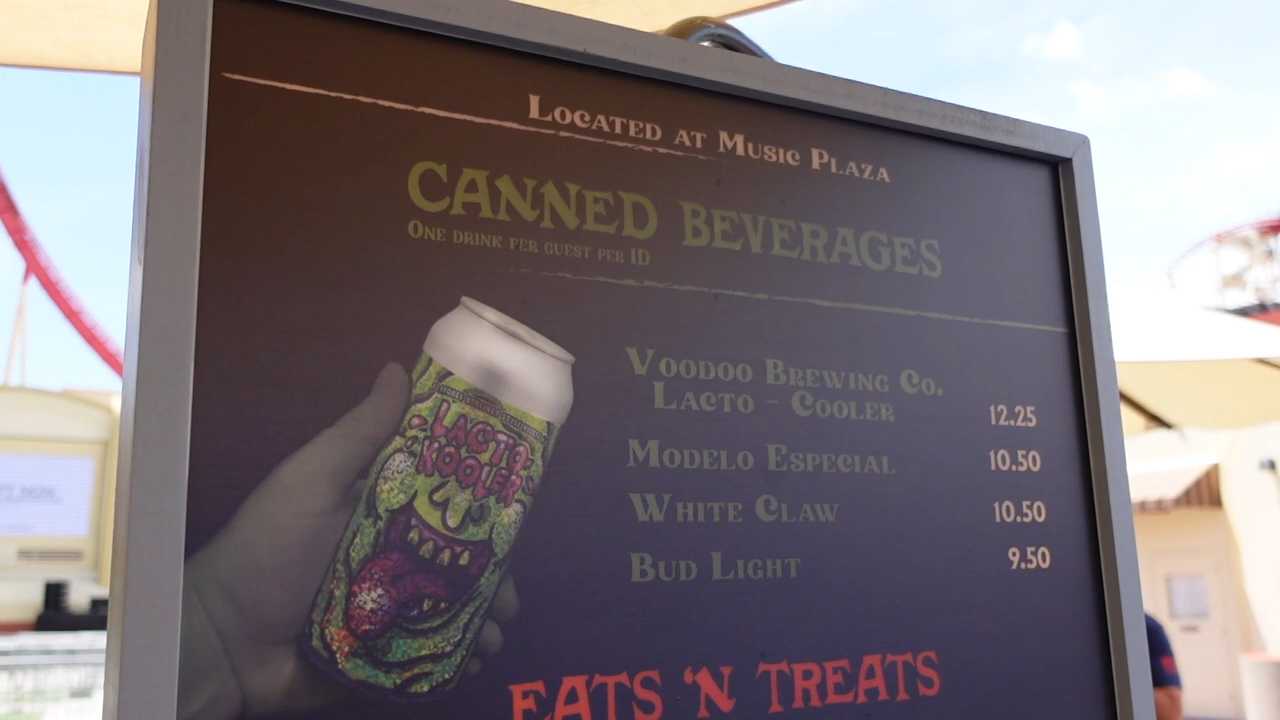 Located at Music Plaza
CANNED BEVERAGES
One drink per guest per ID
LACTO-
KOOLER
Voodoo Brewing Co.
Lacto - Cooler 12.25
Modelo Especial 10.50
White Claw 10.50
Bud Light 9.50
EATS 'N TREATS